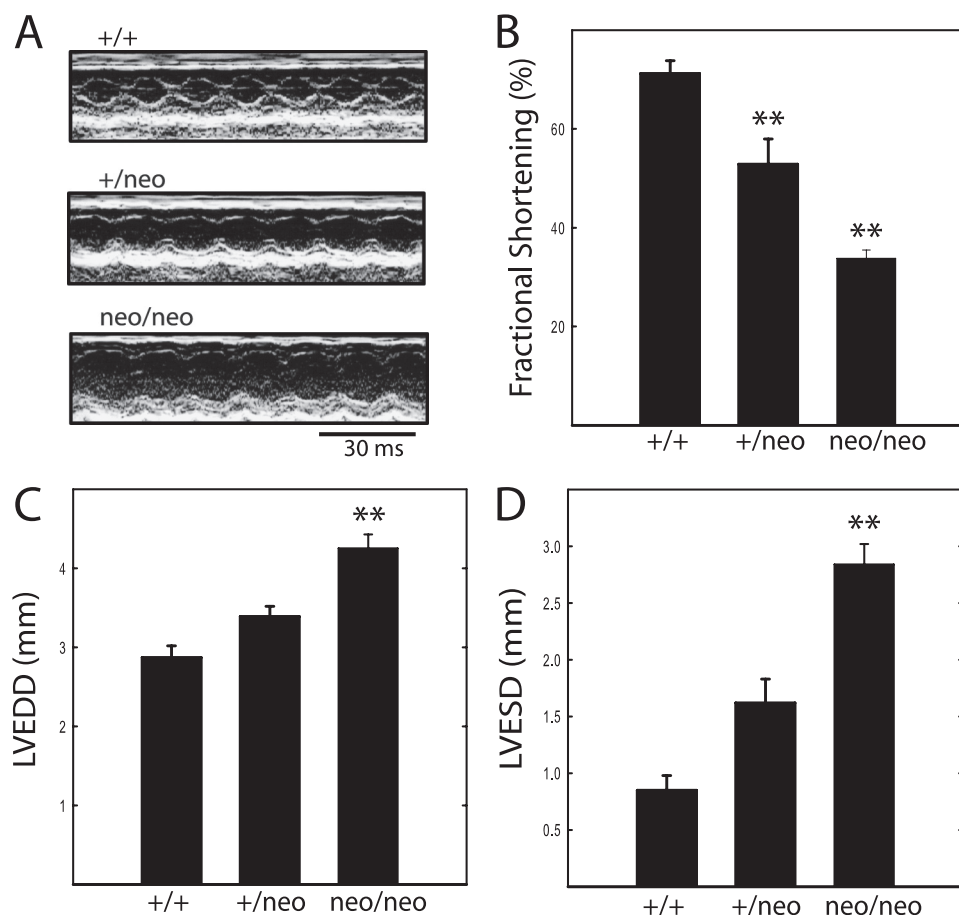 A
+/+
+/neo
neo/neo
30 ms
B
Fractional Shortening (%)
60
40
20
**
**
+/+ +/neo neo/neo
C
LVEDD (mm)
4
3
2
1
**
+/+ +/neo neo/neo
D
LVESD (mm)
3.0
2.5
2.0
1.5
1.0
0.5
**
+/+ +/neo neo/neo